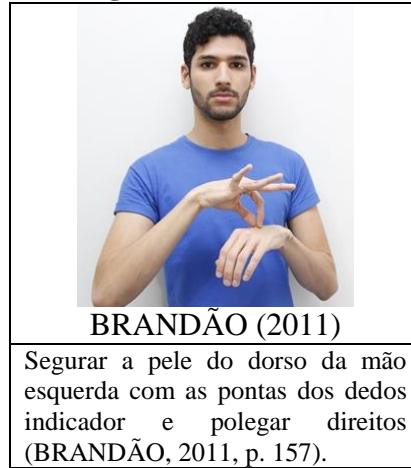 BRANDÃO (2011)
Segurar a pele do dorso da mão
esquerda com as pontas dos dedos
indicador e polegar direitos
(BRANDÃO, 2011, p. 157).